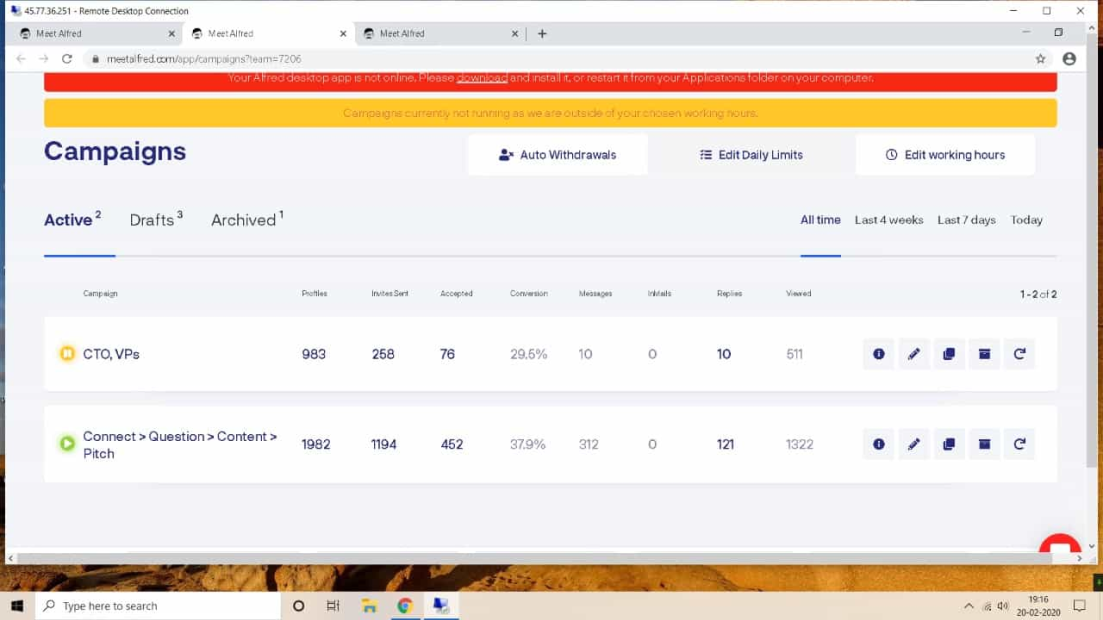 45.77.36.251 - Remote Desktop Connection
Meet Alfred
Meet Alfred
Meet Alfred
meetalfred.com/app/campaigns?team=7206
Your Alfred desktop app is not online. Please download and install it, or restart it from your Applications folder on your computer.
Campaigns currently not running as we are outside of your chosen working hours.
Campaigns
Auto Withdrawals
Edit Daily Limits
Edit working hours
Active 2 Drafts 3 Archived 1
All time Last 4 weeks Last 7 days Today
Campaign Profiles Invites Sent Accepted Conversion Messages InMails Replies Viewed 1 - 2 of 2
CTO, VPs 983 258 76 29.5% 10 0 10 511
Connect > Question > Content >
Pitch
1982 1194 452 37.9% 312 0 121 1322
Type here to search
19:16
20-02-2020